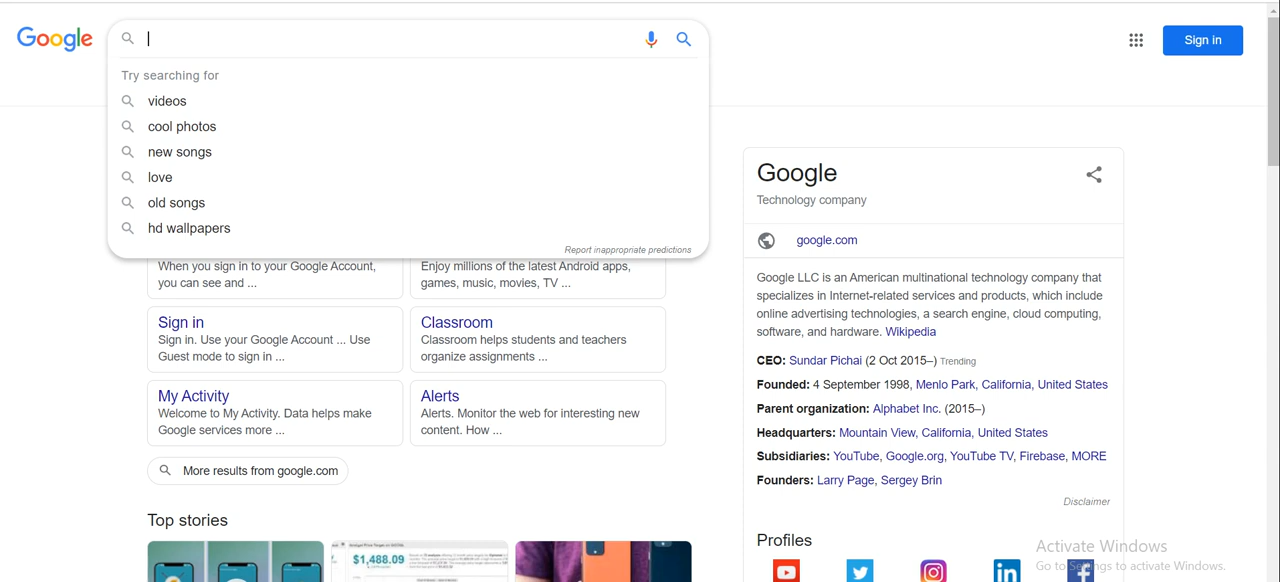 Google
Sign in
Try searching for
videos
cool photos
new songs
love
old songs
hd wallpapers
Report inappropriate predictions
When you sign in to your Google Account,
you can see and ...
Enjoy millions of the latest Android apps,
games, music, movies, TV ...
Sign in
Sign in. Use your Google Account ... Use
Guest mode to sign in ...
Classroom
Classroom helps students and teachers
organize assignments ...
My Activity
Welcome to My Activity. Data helps make
Google services more ...
Alerts
Alerts. Monitor the web for interesting new
content. How ...
More results from google.com
Top stories
$1,488.09
Google
Technology company
google.com
Google LLC is an American multinational technology company that
specializes in Internet-related services and products, which include
online advertising technologies, a search engine, cloud computing,
software, and hardware. Wikipedia
CEO: Sundar Pichai (2 Oct 2015–) Trending
Founded: 4 September 1998, Menlo Park, California, United States
Parent organization: Alphabet Inc. (2015–)
Headquarters: Mountain View, California, United States
Subsidiaries: YouTube, Google.org, YouTube TV, Firebase, MORE
Founders: Larry Page, Sergey Brin
Disclaimer
Profiles
Activate Windows
Go to Settings to activate Windows.